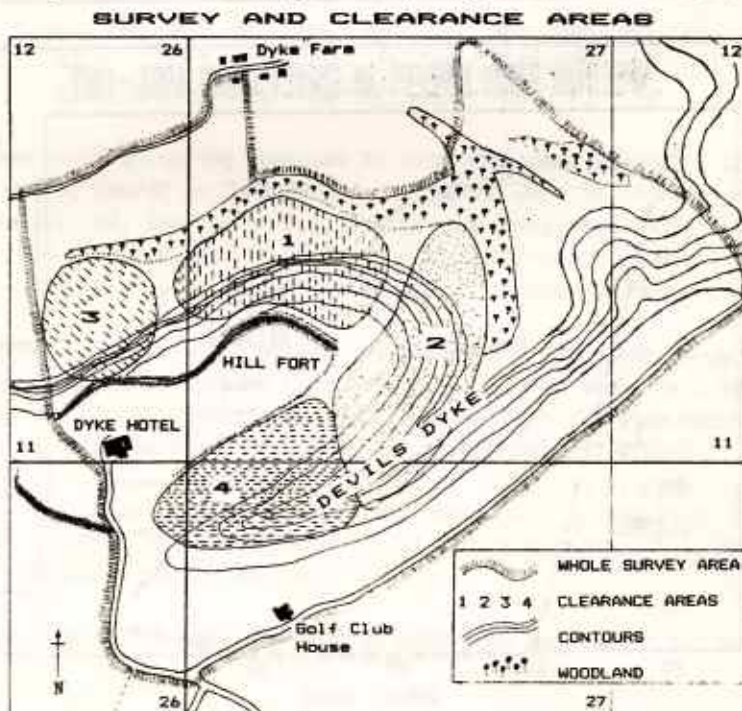 SURVEY AND CLEARANCE AREAS
12 26 27 12
Dyke Farm
1
3
2
HILL FORT
DYKE HOTEL
DEVILS DYKE
11 11
4
WHOLE SURVEY AREA
1 2 3 4 CLEARANCE AREAS
CONTOURS
WOODLAND
Golf Club
House
N
26 27